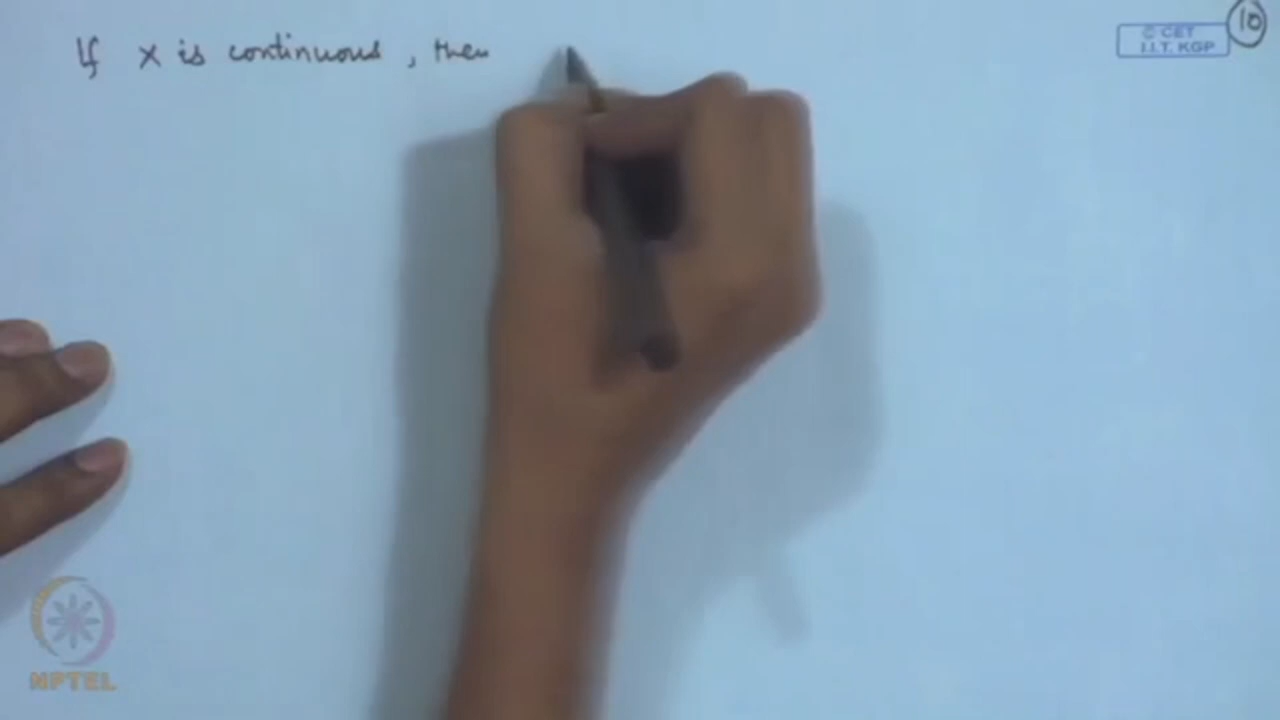 If X is continuous, then
10
© CET
I.I.T. KGP
NPTEL